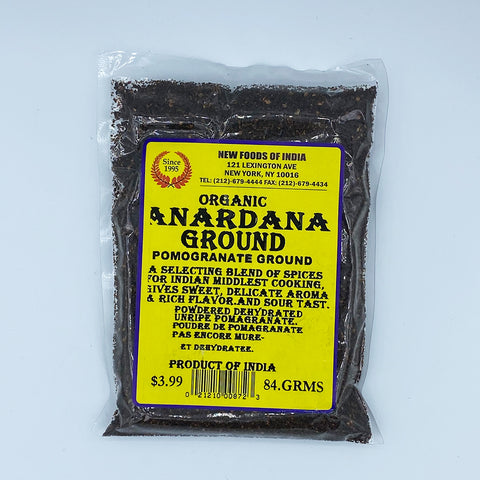 Since
1995
NEW FOODS OF INDIA
121 LEXINGTON AVE
NEW YORK, NY 10016
TEL: (212)-679-4444 FAX: (212)-679-4434
ORGANIC
ANARDANA
GROUND
POMOGRANATE GROUND
A SELECTING BLEND OF SPICES
FOR INDIAN MIDDLEST COOKING,
GIVES SWEET, DELICATE AROMA
& RICH FLAVOR.AND SOUR TAST.
POWDERED DEHYDRATED
UNRIPE POMAGRANATE.
POUDRE DE POMAGRANATE
PAS ENCORE MURE-
ET DEHYDRATEE.
PRODUCT OF INDIA
$3.99
84.GRMS
0 21210 00872 3